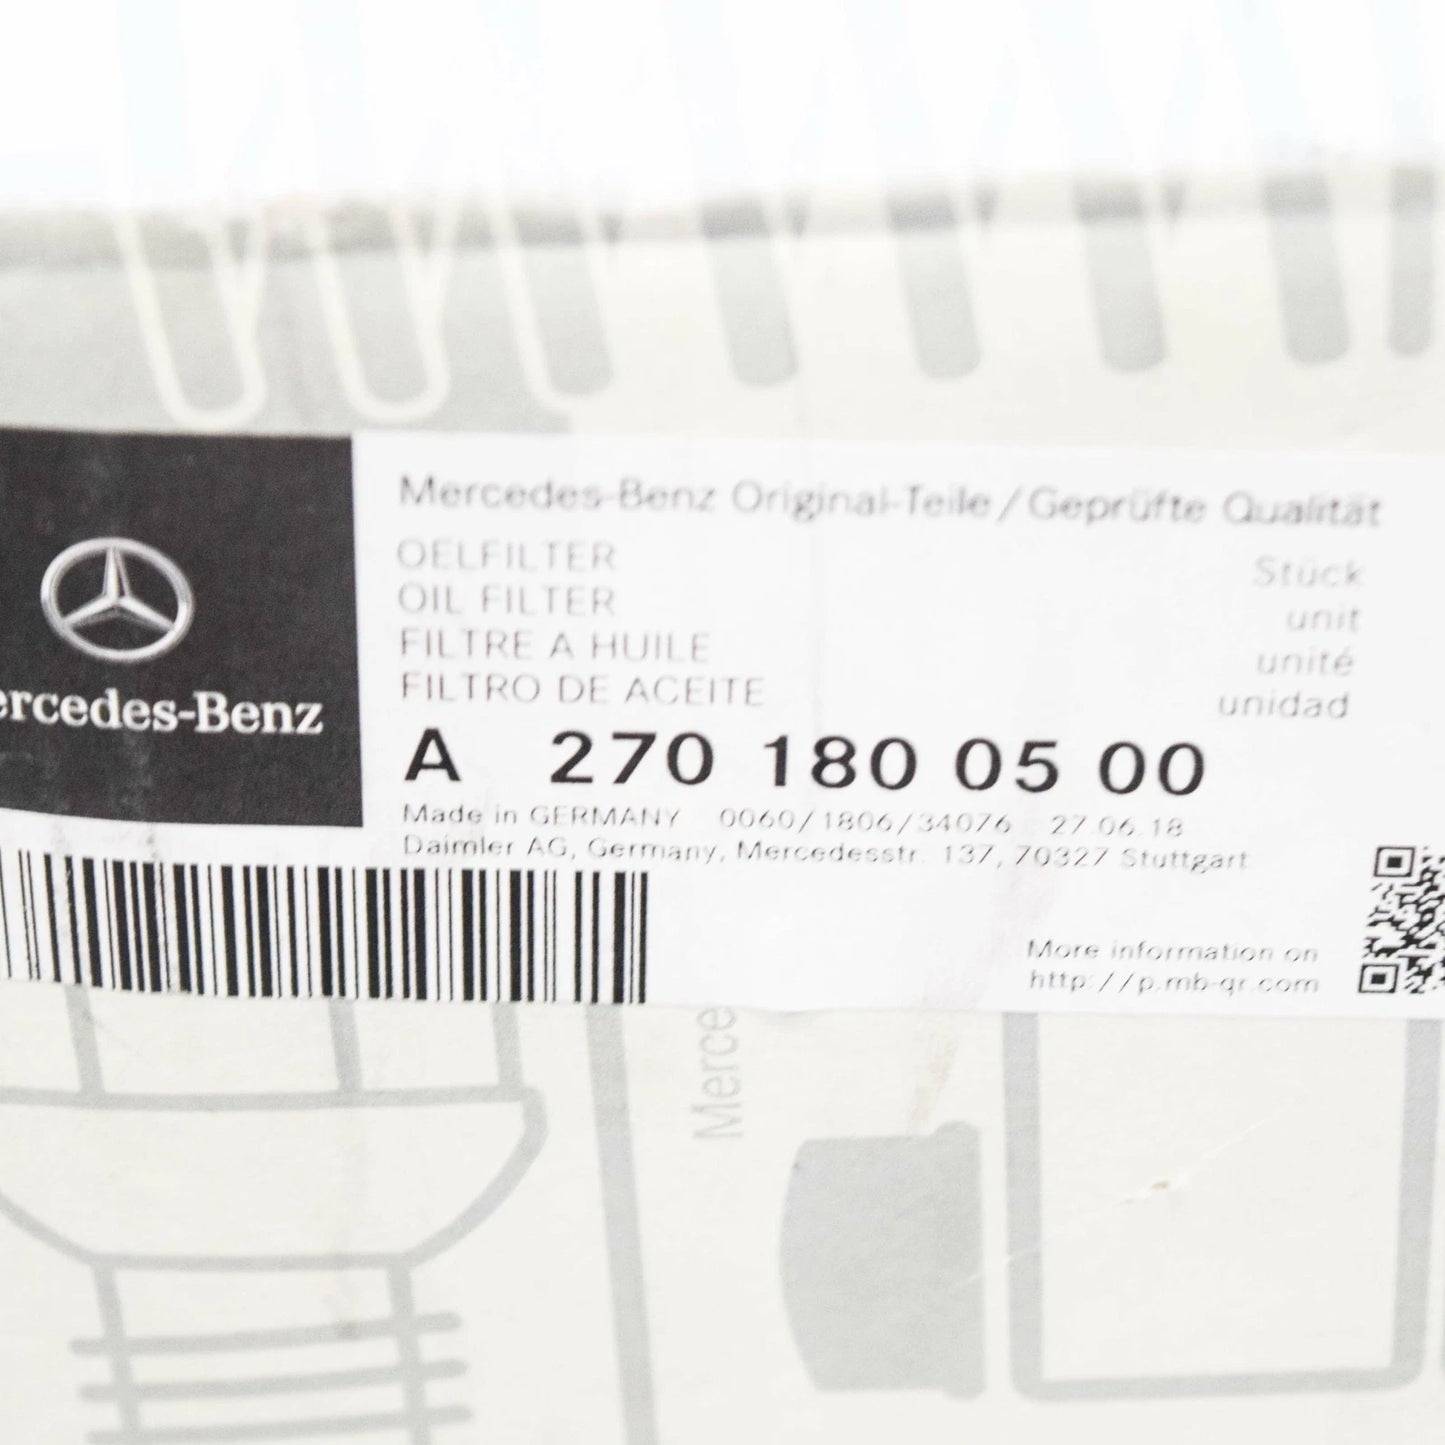 Mercedes-Benz Original-Teile / Geprüfte Qualität
OELFILTER Stück
OIL FILTER unit
FILTRE A HUILE unité
FILTRO DE ACEITE unidad
ercedes-Benz
A 270 180 05 00
Made in GERMANY 0060/1806/34076 27.06.18
Daimler AG, Germany, Mercedesstr. 137, 70327 Stuttgart
More information on
http://p.mb-qr.com
Merce